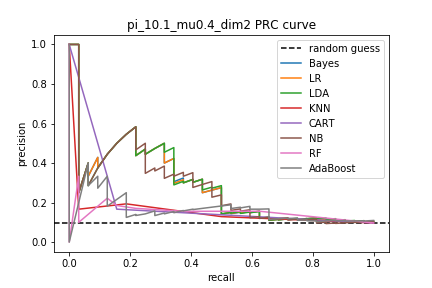 pi_10.1_mu0.4_dim2 PRC curve
precision
1.0
0.8
0.6
0.4
0.2
0.0
random guess
Bayes
LR
LDA
KNN
CART
NB
RF
AdaBoost
0.0 0.2 0.4 0.6 0.8 1.0
recall